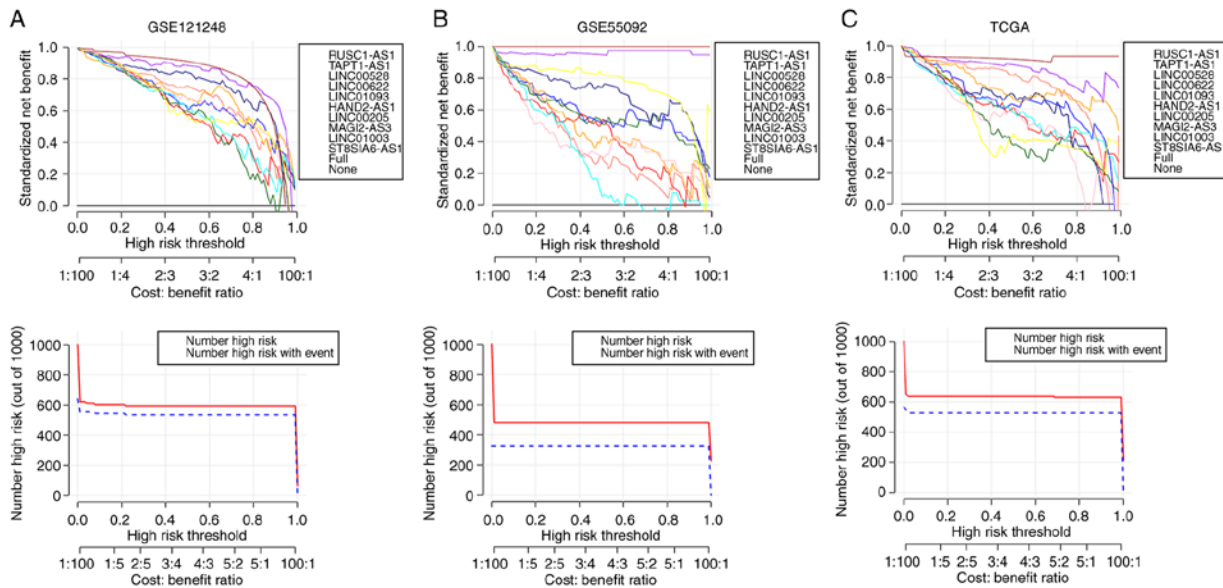 A
GSE121248
Standardized net benefit
1.0
0.8
0.6
0.4
0.2
0.0
RUSC1-AS1
TAPT1-AS1
LINC00528
LINC00622
LINC01093
HAND2-AS1
LINC00205
MAGI2-AS3
LINC01003
ST8SIA6-AS1
Full
None
0.0 0.2 0.4 0.6 0.8 1.0
High risk threshold
1:100 1:4 2:3 3:2 4:1 100:1
Cost: benefit ratio
B
GSE55092
Standardized net benefit
1.0
0.8
0.6
0.4
0.2
0.0
RUSC1-AS1
TAPT1-AS1
LINC00528
LINC00622
LINC01093
HAND2-AS1
LINC00205
MAGI2-AS3
LINC01003
ST8SIA6-AS1
Full
None
0.0 0.2 0.4 0.6 0.8 1.0
High risk threshold
1:100 1:4 2:3 3:2 4:1 100:1
Cost: benefit ratio
C
TCGA
Standardized net benefit
1.0
0.8
0.6
0.4
0.2
0.0
RUSC1-AS1
TAPT1-AS1
LINC00528
LINC00622
LINC01093
HAND2-AS1
LINC00205
MAGI2-AS3
LINC01003
ST8SIA6-AS1
Full
None
0.0 0.2 0.4 0.6 0.8 1.0
High risk threshold
1:100 1:4 2:3 3:2 4:1 100:1
Cost: benefit ratio
Number high risk (out of 1000)
1000
800
600
400
200
0
Number high risk
Number high risk with event
0.0 0.2 0.4 0.6 0.8 1.0
High risk threshold
1:100 1:5 2:5 3:4 4:3 5:2 5:1 100:1
Cost: benefit ratio
Number high risk (out of 1000)
1000
800
600
400
200
0
Number high risk
Number high risk with event
0.0 0.2 0.4 0.6 0.8 1.0
High risk threshold
1:100 1:5 2:5 3:4 4:3 5:2 5:1 100:1
Cost: benefit ratio
Number high risk (out of 1000)
1000
800
600
400
200
0
Number high risk
Number high risk with event
0.0 0.2 0.4 0.6 0.8 1.0
High risk threshold
1:100 1:5 2:5 3:4 4:3 5:2 5:1 100:1
Cost: benefit ratio